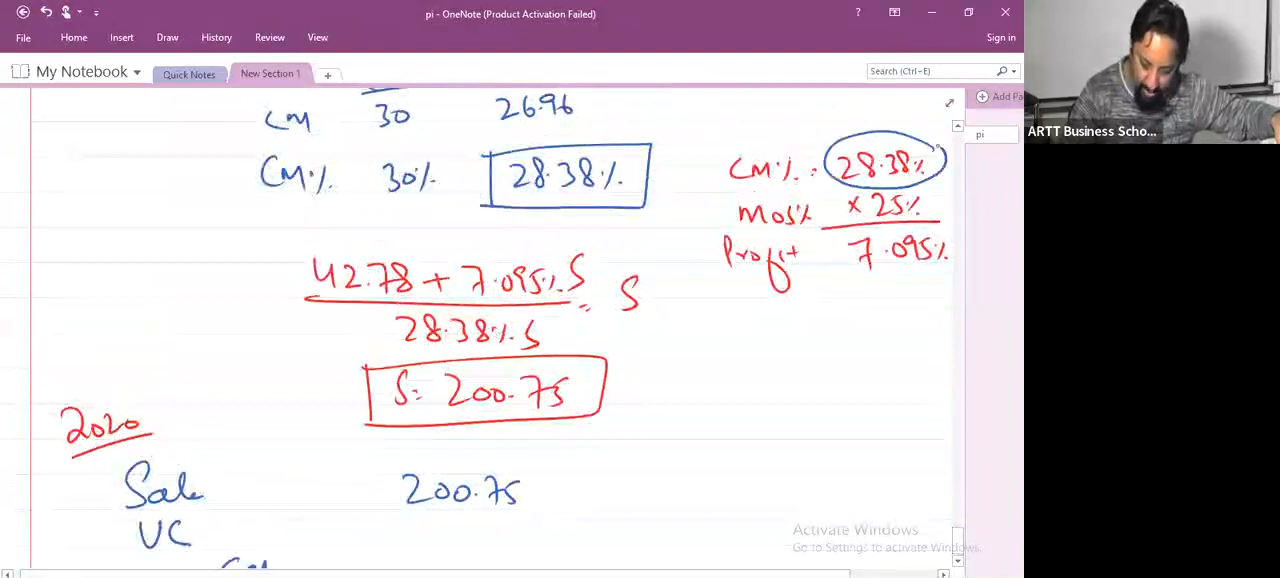 pi - OneNote (Product Activation Failed)
?
File Home Insert Draw History Review View Sign in
My Notebook Quick Notes New Section 1 Search (Ctrl+E)
Add Pa
pi
ARTT Business Scho...
CM 30 26.96
CM% 30% 28.38%
CM% = 28.38%
MOS% × 25%
Profit 7.095%
42.78 + 7.095% S
= S
28.38% S
S = 200.75
2020
Sale 200.75
VC
Activate Windows
Go to Settings to activate Windows.